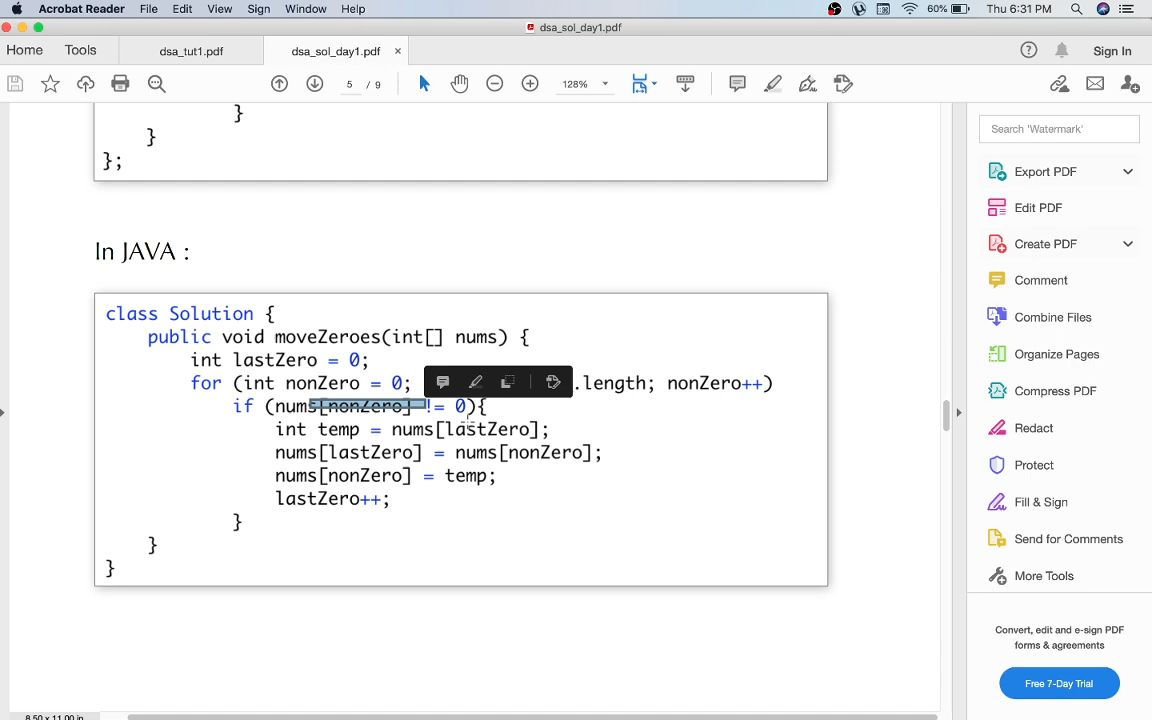 Acrobat Reader File Edit View Sign Window Help 60% Thu 6:31 PM
dsa_sol_day1.pdf
Home Tools dsa_tut1.pdf dsa_sol_day1.pdf × Sign In
5 / 9 128%
}
}
};
In JAVA :
class Solution {
public void moveZeroes(int[] nums) {
int lastZero = 0;
for (int nonZero = 0; .length; nonZero++)
if (nums[nonZero] != 0){
int temp = nums[lastZero];
nums[lastZero] = nums[nonZero];
nums[nonZero] = temp;
lastZero++;
}
}
}
8.50 x 11.00 in
Search 'Watermark'
Export PDF
Edit PDF
Create PDF
Comment
Combine Files
Organize Pages
Compress PDF
Redact
Protect
Fill & Sign
Send for Comments
More Tools
Convert, edit and e-sign PDF
forms & agreements
Free 7-Day Trial